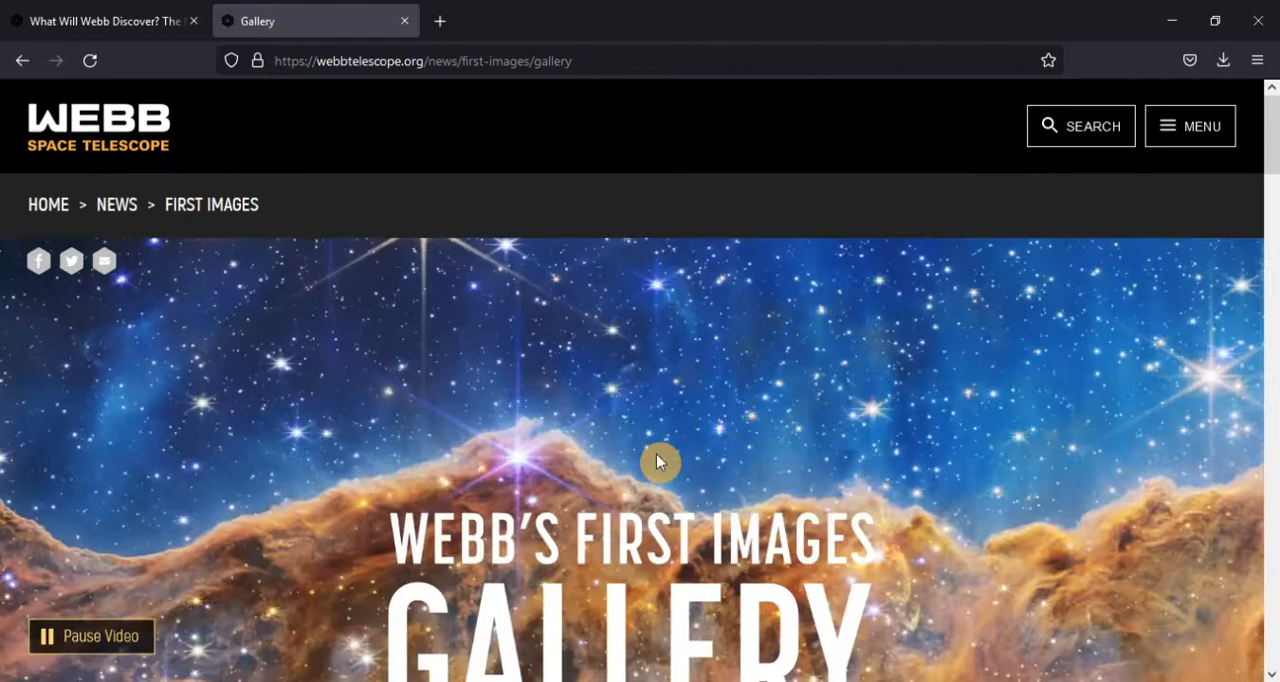 What Will Webb Discover? The
Gallery
https://webbtelescope.org/news/first-images/gallery
WEBB
SPACE TELESCOPE
SEARCH
MENU
HOME > NEWS > FIRST IMAGES
WEBB'S FIRST IMAGES
GALLERY
Pause Video